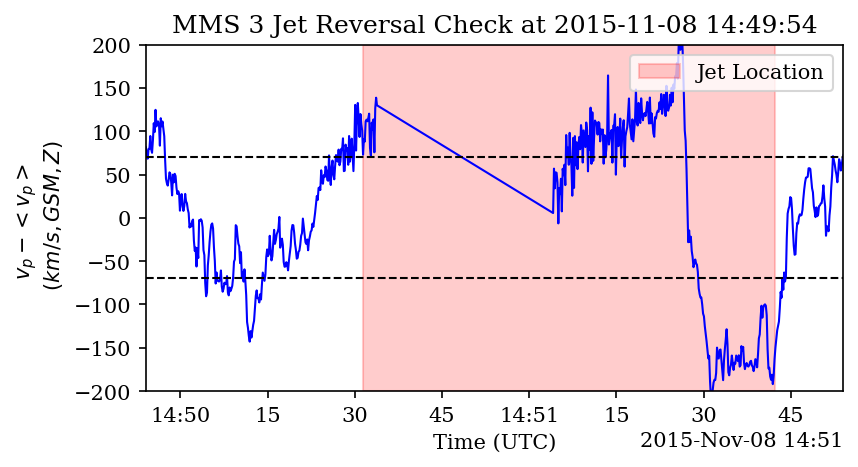 MMS 3 Jet Reversal Check at 2015-11-08 14:49:54
200
150
100
50
0
−50
−100
−150
−200
v_p − < v_p >
(km/s, GSM, Z)
Jet Location
14:50 15 30 45 14:51 15 30 45
Time (UTC)
2015-Nov-08 14:51